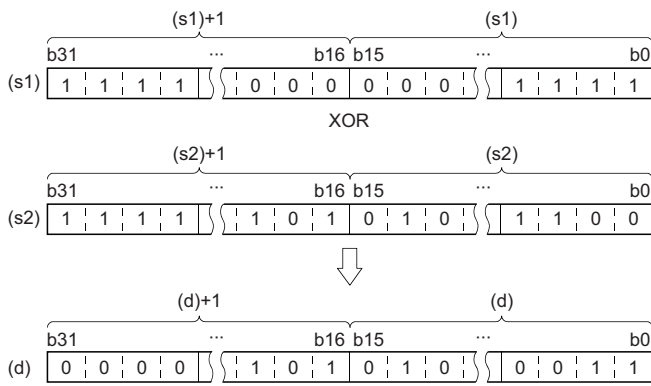 (s1)+1 (s1)
b31 ... b16 b15 ... b0
(s1) 1 1 1 1 0 0 0 0 0 0 1 1 1 1
XOR
(s2)+1 (s2)
b31 ... b16 b15 ... b0
(s2) 1 1 1 1 1 0 1 0 1 0 1 1 0 0
(d)+1 (d)
b31 ... b16 b15 ... b0
(d) 0 0 0 0 1 0 1 0 1 0 0 0 1 1